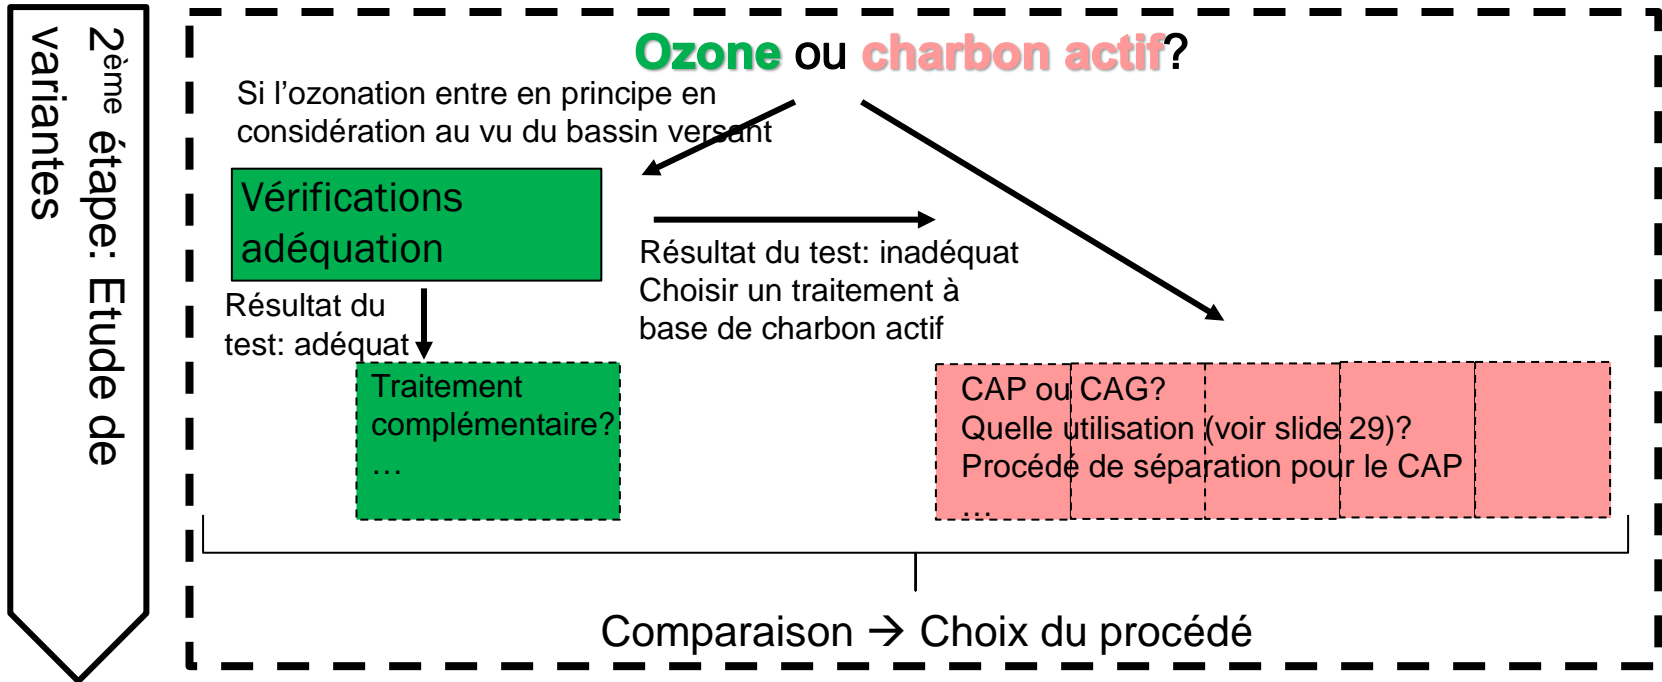 2ème étape: Etude de
variantes
Ozone ou charbon actif?
Si l'ozonation entre en principe en
considération au vu du bassin versant
Vérifications
adéquation
Résultat du test: inadéquat
Choisir un traitement à
base de charbon actif
Résultat du
test: adéquat
Traitement
complémentaire?
…
CAP ou CAG?
Quelle utilisation (voir slide 29)?
Procédé de séparation pour le CAP
…
Comparaison → Choix du procédé